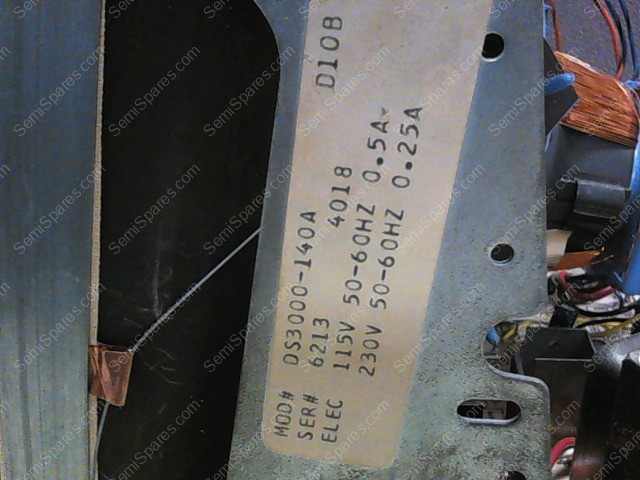 MOD# DS3000-140A D10B
SER# 6213 4018
ELEC 115V 50-60HZ 0.5A
230V 50-60HZ 0.25A
SemiSpares.com